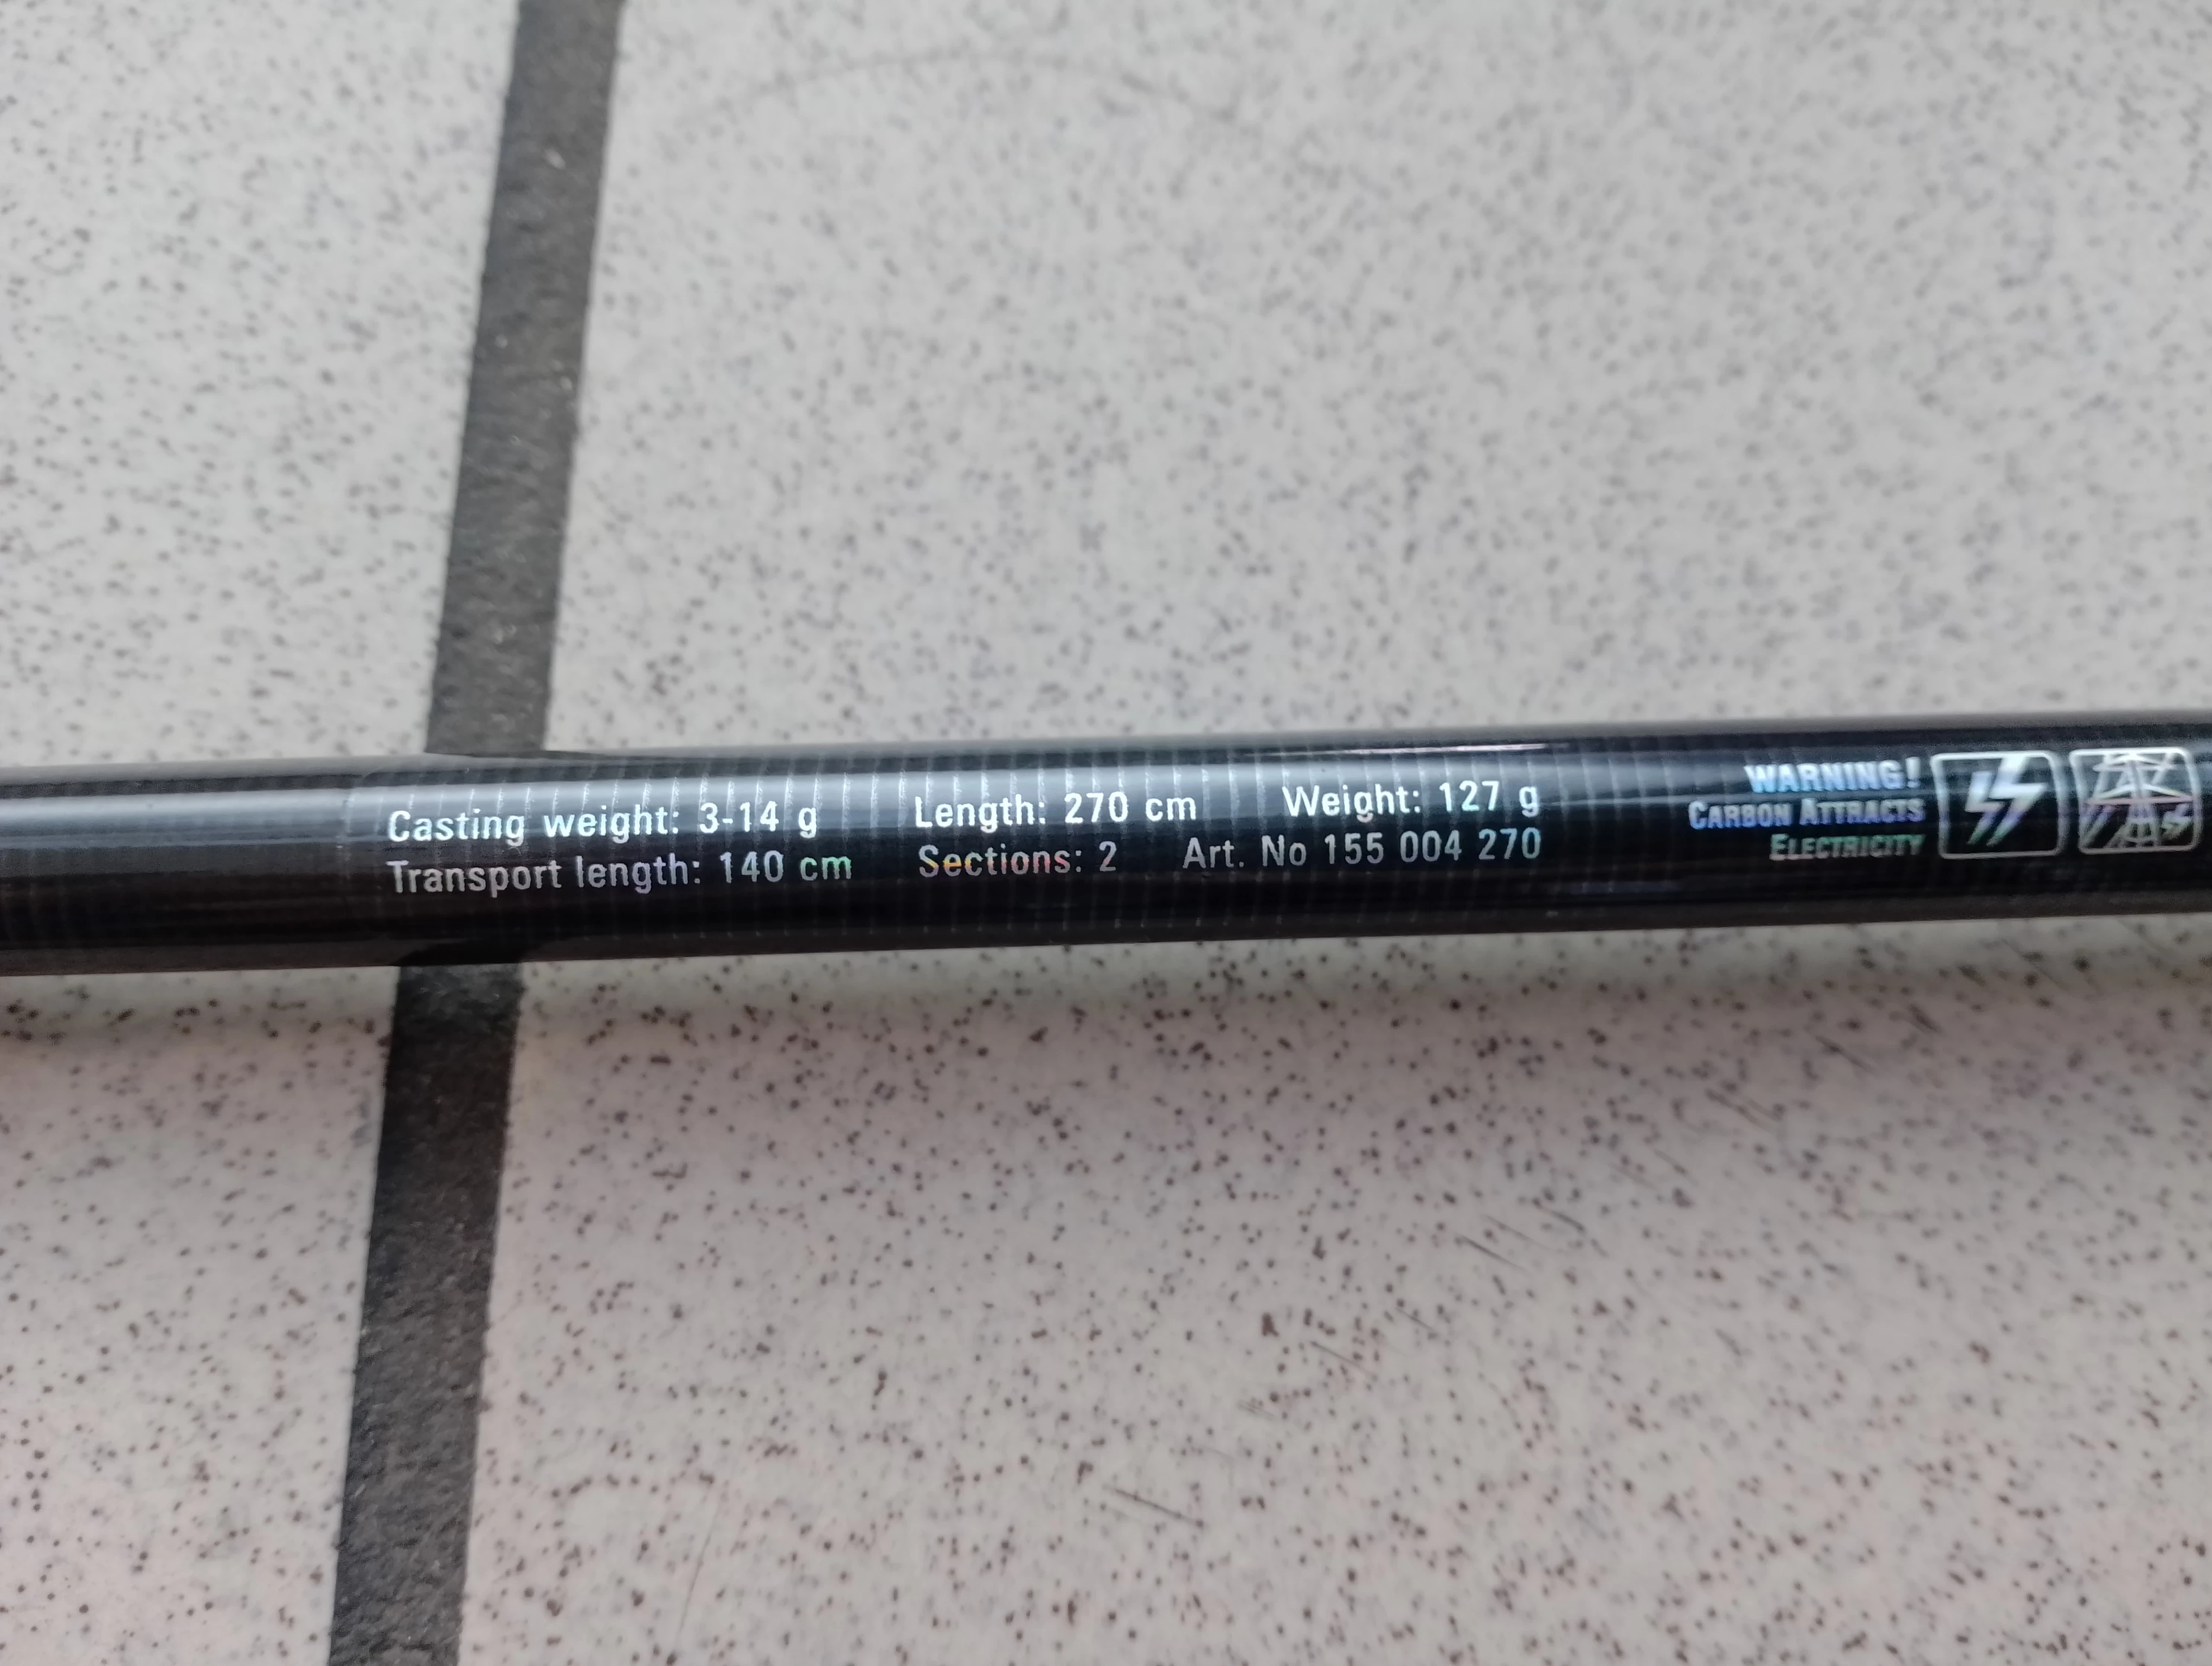 Casting weight: 3-14 g Length: 270 cm Weight: 127 g
Transport length: 140 cm Sections: 2 Art. No 155 004 270
WARNING!
CARBON ATTRACTS
ELECTRICITY